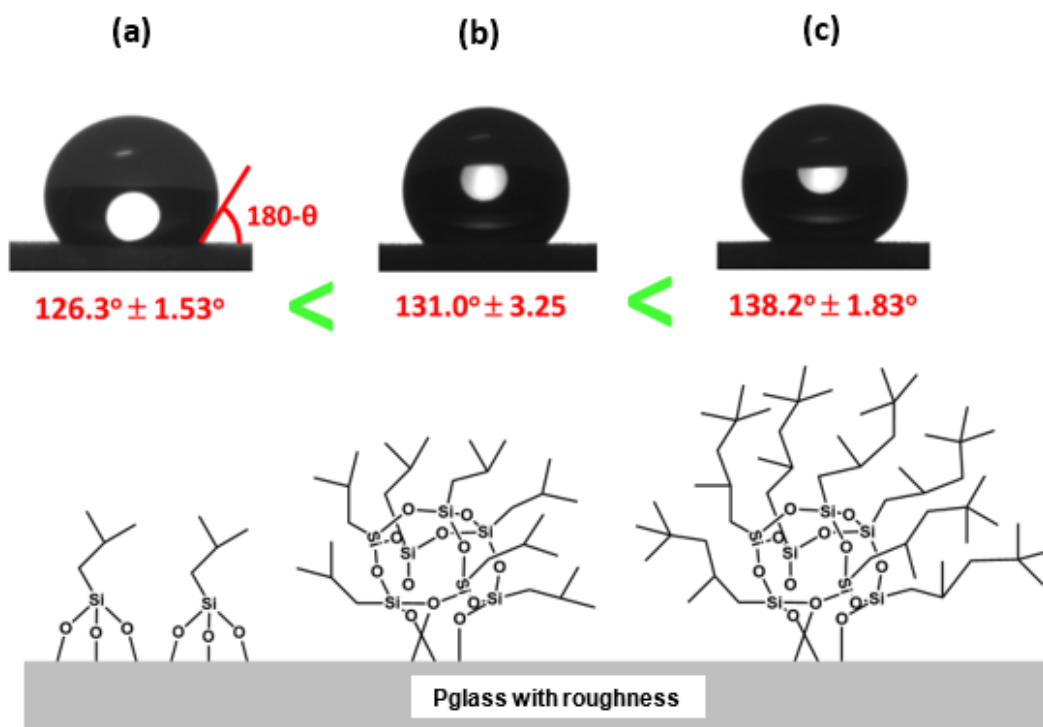 (a)
(b)
(c)
180-θ
126.3° ± 1.53°
<
131.0° ± 3.25
<
138.2° ± 1.83°
Si
O
O
O
Si
O
O
O
Si
O
Si
O
Si
O
Si
O
O
O
O
O
Si
Si
O
Si
O
O
O
Si
O
Si
O
Si
O
Si
O
O
O
O
O
Si
Si
O
Si
O
O
O
Pglass with roughness